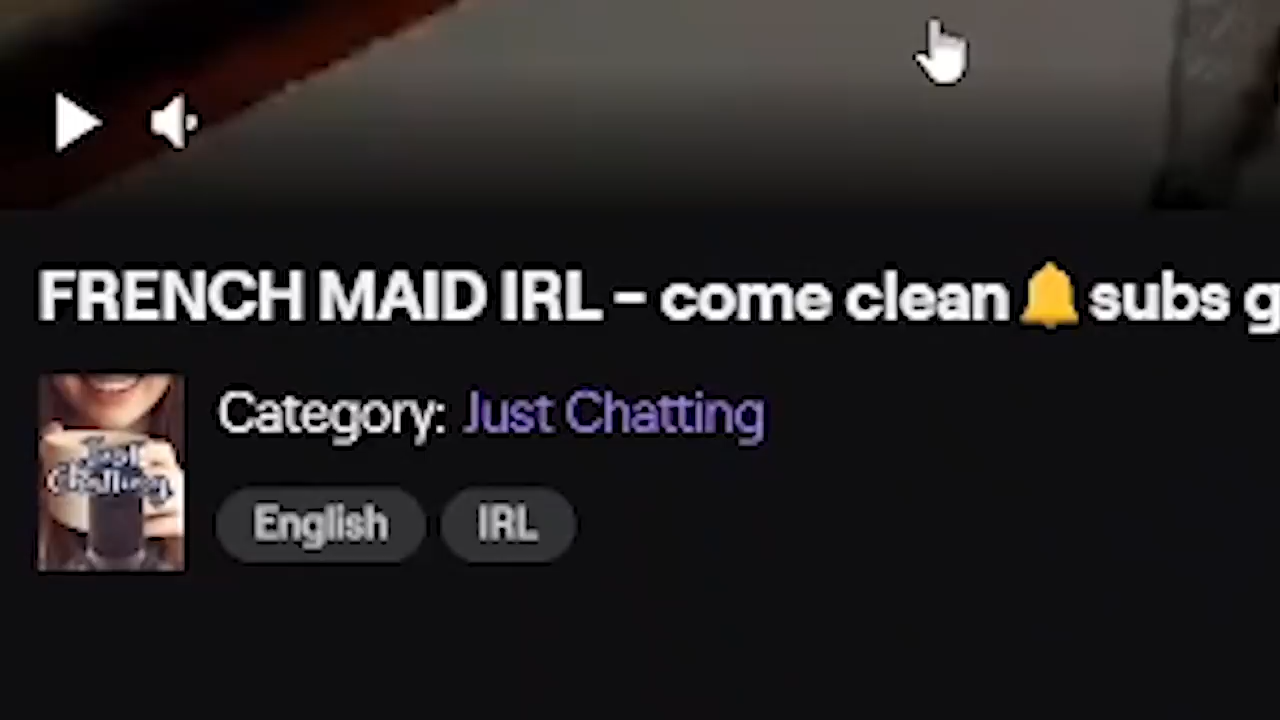 FRENCH MAID IRL – come clean🔔subs g
Just
Chatting
Category: Just Chatting
English IRL